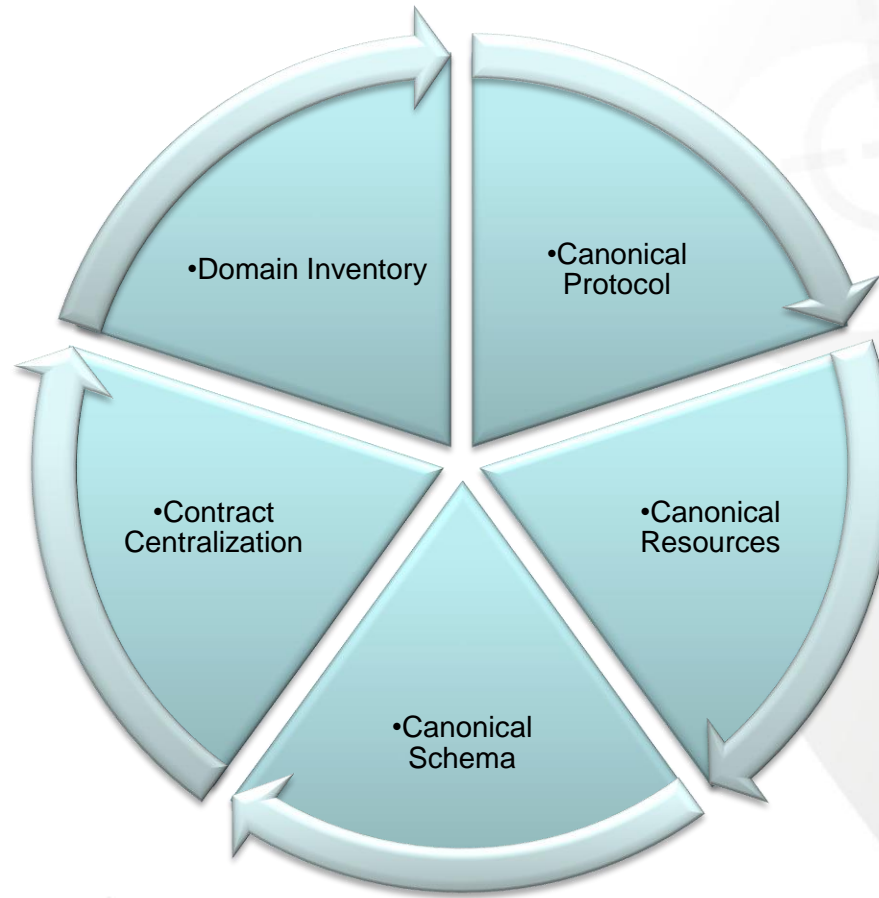 •Domain Inventory
•Canonical
Protocol
•Contract
Centralization
•Canonical
Resources
•Canonical
Schema